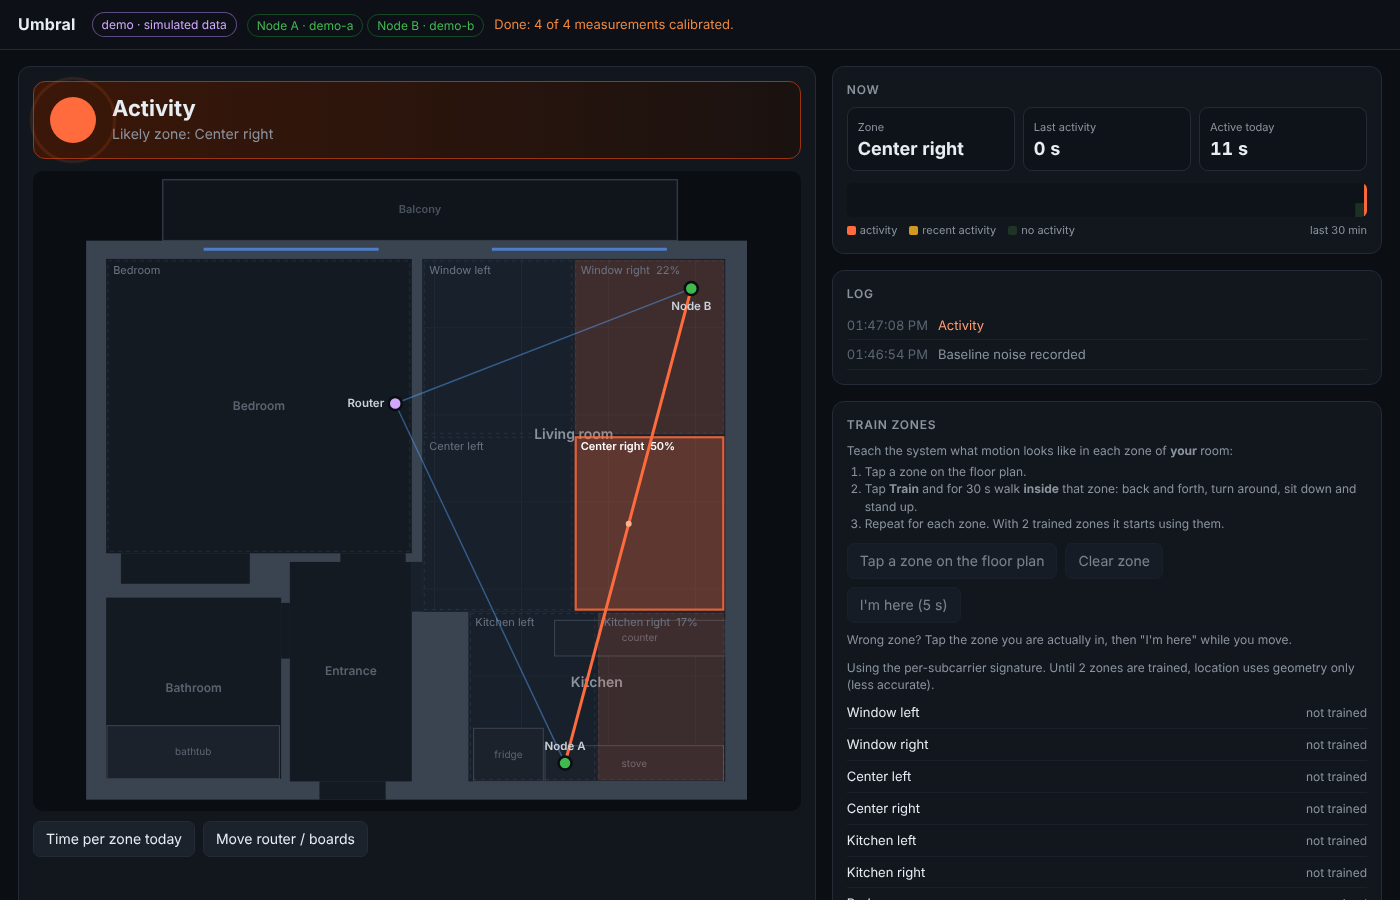 Umbral
demo · simulated data
Node A · demo-a
Node B · demo-b
Done: 4 of 4 measurements calibrated.
Activity
Likely zone: Center right
Balcony
Bedroom
Window left
Window right 22%
Node B
Router
Bedroom
Living room
Center left
Center right 50%
Kitchen left
Kitchen right 17%
counter
Entrance
Kitchen
Bathroom
Node A
bathtub
fridge
stove
Time per zone today
Move router / boards
NOW
Zone
Center right
Last activity
0 s
Active today
11 s
activity
recent activity
no activity
last 30 min
LOG
01:47:08 PM Activity
01:46:54 PM Baseline noise recorded
TRAIN ZONES
Teach the system what motion looks like in each zone of your room:
1. Tap a zone on the floor plan.
2. Tap Train and for 30 s walk inside that zone: back and forth, turn around, sit down and
stand up.
3. Repeat for each zone. With 2 trained zones it starts using them.
Tap a zone on the floor plan
Clear zone
I'm here (5 s)
Wrong zone? Tap the zone you are actually in, then "I'm here" while you move.
Using the per-subcarrier signature. Until 2 zones are trained, location uses geometry only
(less accurate).
Window left not trained
Window right not trained
Center left not trained
Center right not trained
Kitchen left not trained
Kitchen right not trained